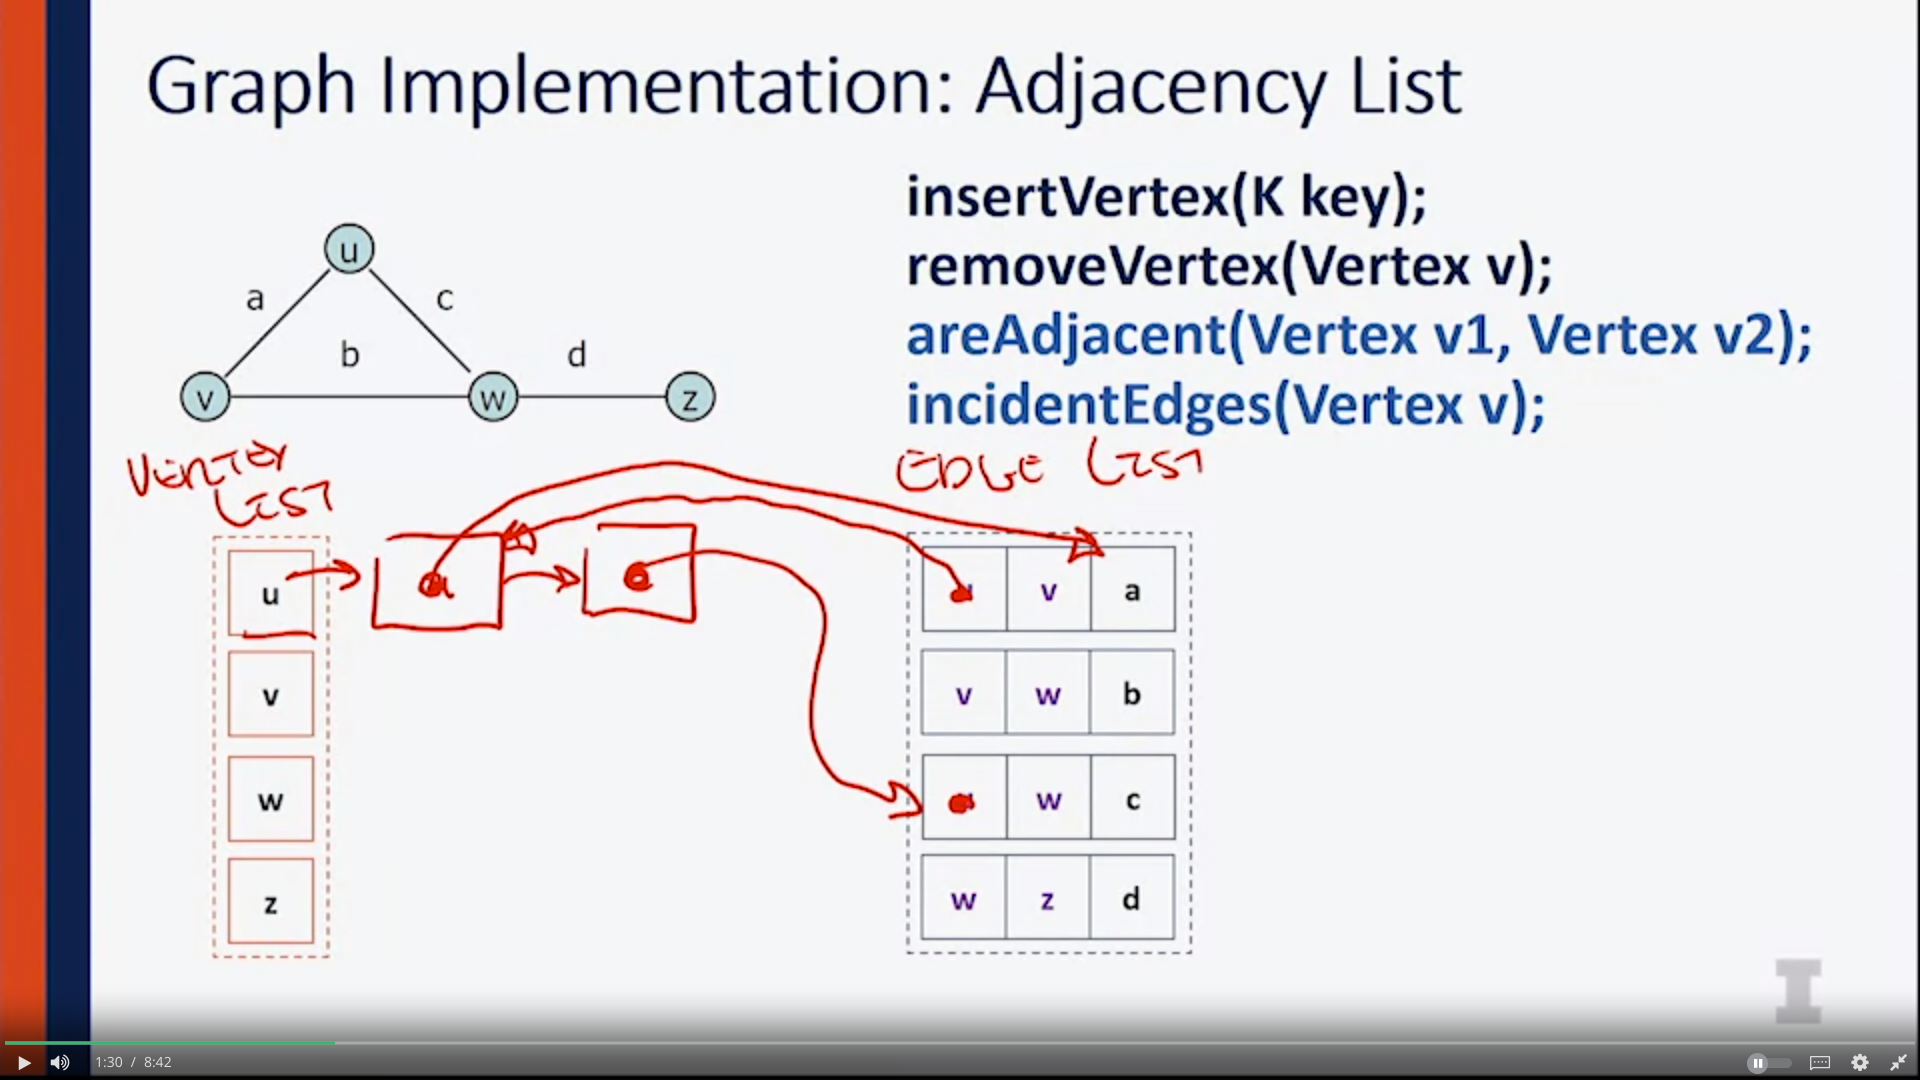 Graph Implementation: Adjacency List
insertVertex(K key);
removeVertex(Vertex v);
areAdjacent(Vertex v1, Vertex v2);
incidentEdges(Vertex v);
u
a
c
b
d
v
w
z
VERTEX
LIST
EDGE LIST
u
v
w
z
a
v a
v w b
w c
w z d
I
1:30 / 8:42